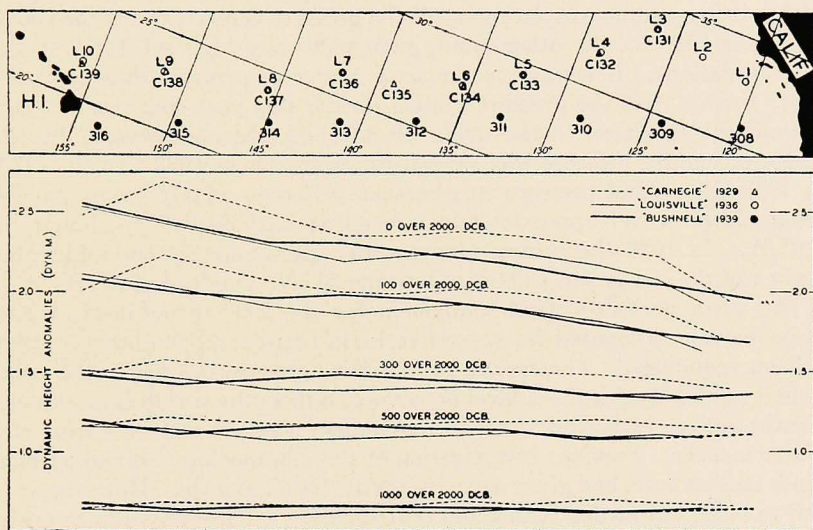 25°
30°
35°
L3
C131
L10
C139
L9
C138
L8
C137
L7
C136
C135
L6
C134
L5
C133
L4
C132
L2
L1
CALIF.
20°
H.I.
316
315
314
313
312
311
310
309
308
155°
150°
145°
140°
135°
130°
125°
120°
"CARNEGIE" 1929
"LOUISVILLE" 1936
"BUSHNELL" 1939
2.5
2.5
0 OVER 2000 DCB.
2.0
2.0
100 OVER 2000 DCB.
1.5
1.5
300 OVER 2000 DCB.
500 OVER 2000 DCB.
1.0
1.0
1000 OVER 2000 DCB.
DYNAMIC HEIGHT ANOMALIES (DYN. M.)